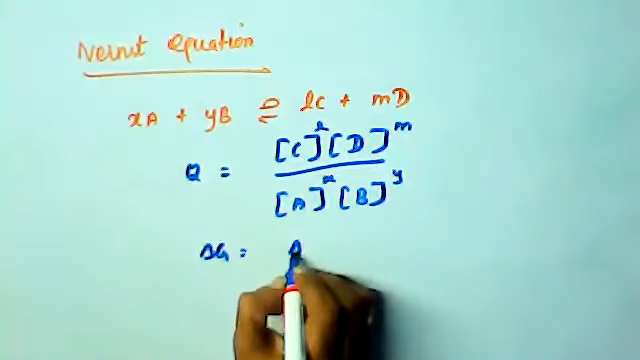 Nernst Equation
xA + yB ⇌ lC + mD
Q = [C]^l [D]^m / [A]^x [B]^y
ΔG = Δ